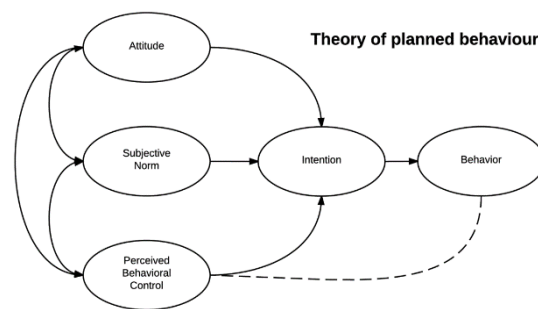 Theory of planned behaviour
Attitude
Subjective
Norm
Intention
Behavior
Perceived
Behavioral
Control